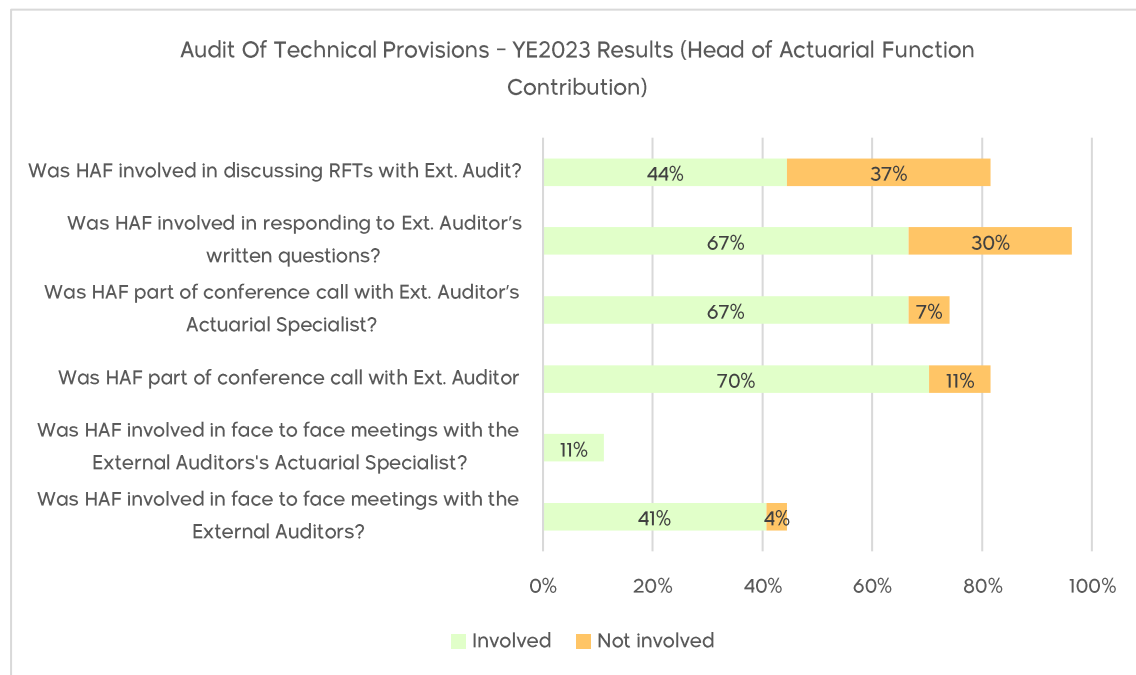 Audit Of Technical Provisions – YE2023 Results (Head of Actuarial Function
Contribution)
Was HAF involved in discussing RFTs with Ext. Audit?
44%
37%
Was HAF involved in responding to Ext. Auditor’s
written questions?
67%
30%
Was HAF part of conference call with Ext. Auditor’s
Actuarial Specialist?
67%
7%
Was HAF part of conference call with Ext. Auditor
70%
11%
Was HAF involved in face to face meetings with the
External Auditors's Actuarial Specialist?
11%
Was HAF involved in face to face meetings with the
External Auditors?
41%
4%
0%
20%
40%
60%
80%
100%
Involved
Not involved